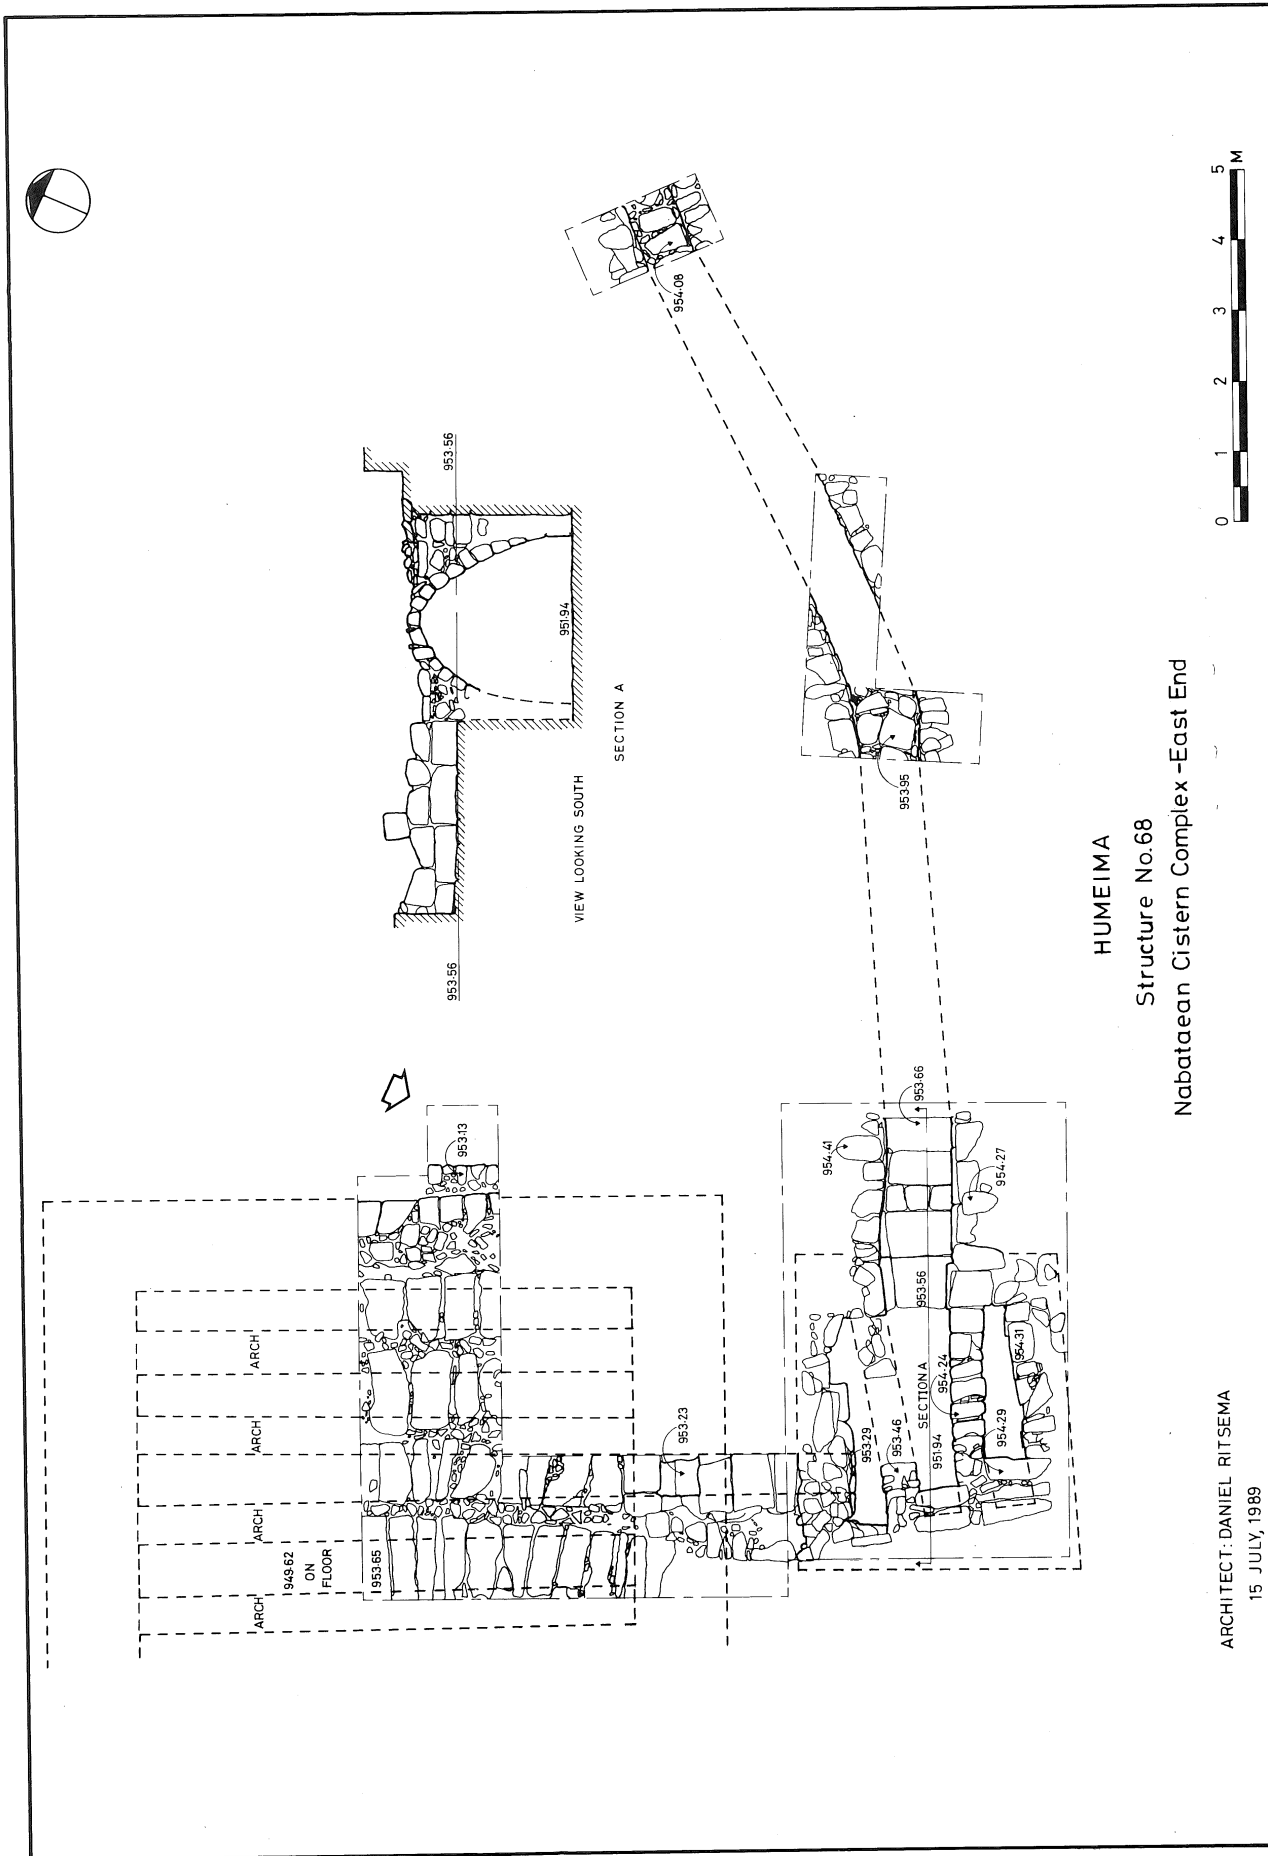 HUMEIMA
Structure No.68
Nabataean Cistern Complex - East End
ARCHITECT: DANIEL RITSEMA
15 JULY, 1989
0 1 2 3 4 5 M
VIEW LOOKING SOUTH
SECTION A
953·56
953·56
951·94
ARCH
ARCH
ARCH
ARCH
949·62
ON
FLOOR
953·65
953·13
953·23
954·41
953·66
954·27
953·56
SECTION A
954·24
954·31
954·29
951·94
953·46
953·29
953·95
954·08